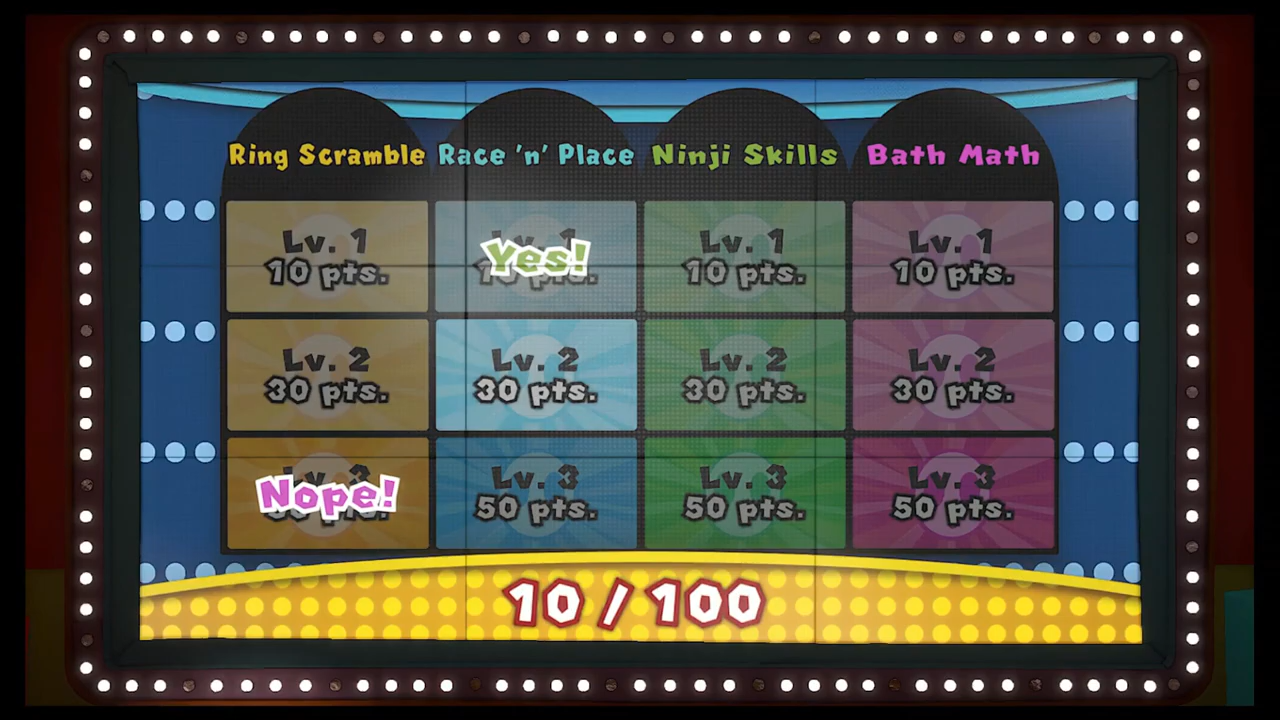 Ring Scramble Race 'n' Place Ninji Skills Bath Math
Lv. 1 Lv. 1 Lv. 1 Lv. 1
10 pts. Yes! 10 pts. 10 pts.
Lv. 2 Lv. 2 Lv. 2 Lv. 2
30 pts. 30 pts. 30 pts. 30 pts.
Lv. 3 Lv. 3 Lv. 3
Nope! 50 pts. 50 pts. 50 pts.
10 / 100